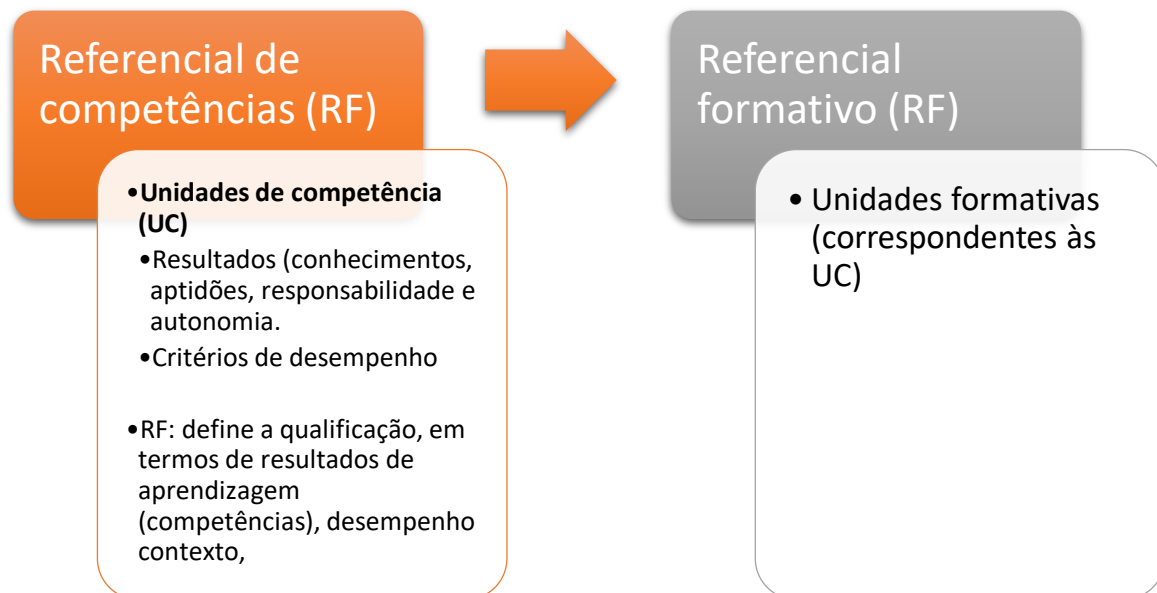 Referencial de
competências (RF)
•Unidades de competência
(UC)
•Resultados (conhecimentos,
aptidões, responsabilidade e
autonomia.
•Critérios de desempenho
•RF: define a qualificação, em
termos de resultados de
aprendizagem
(competências), desempenho
contexto,
Referencial
formativo (RF)
• Unidades formativas
(correspondentes às
UC)